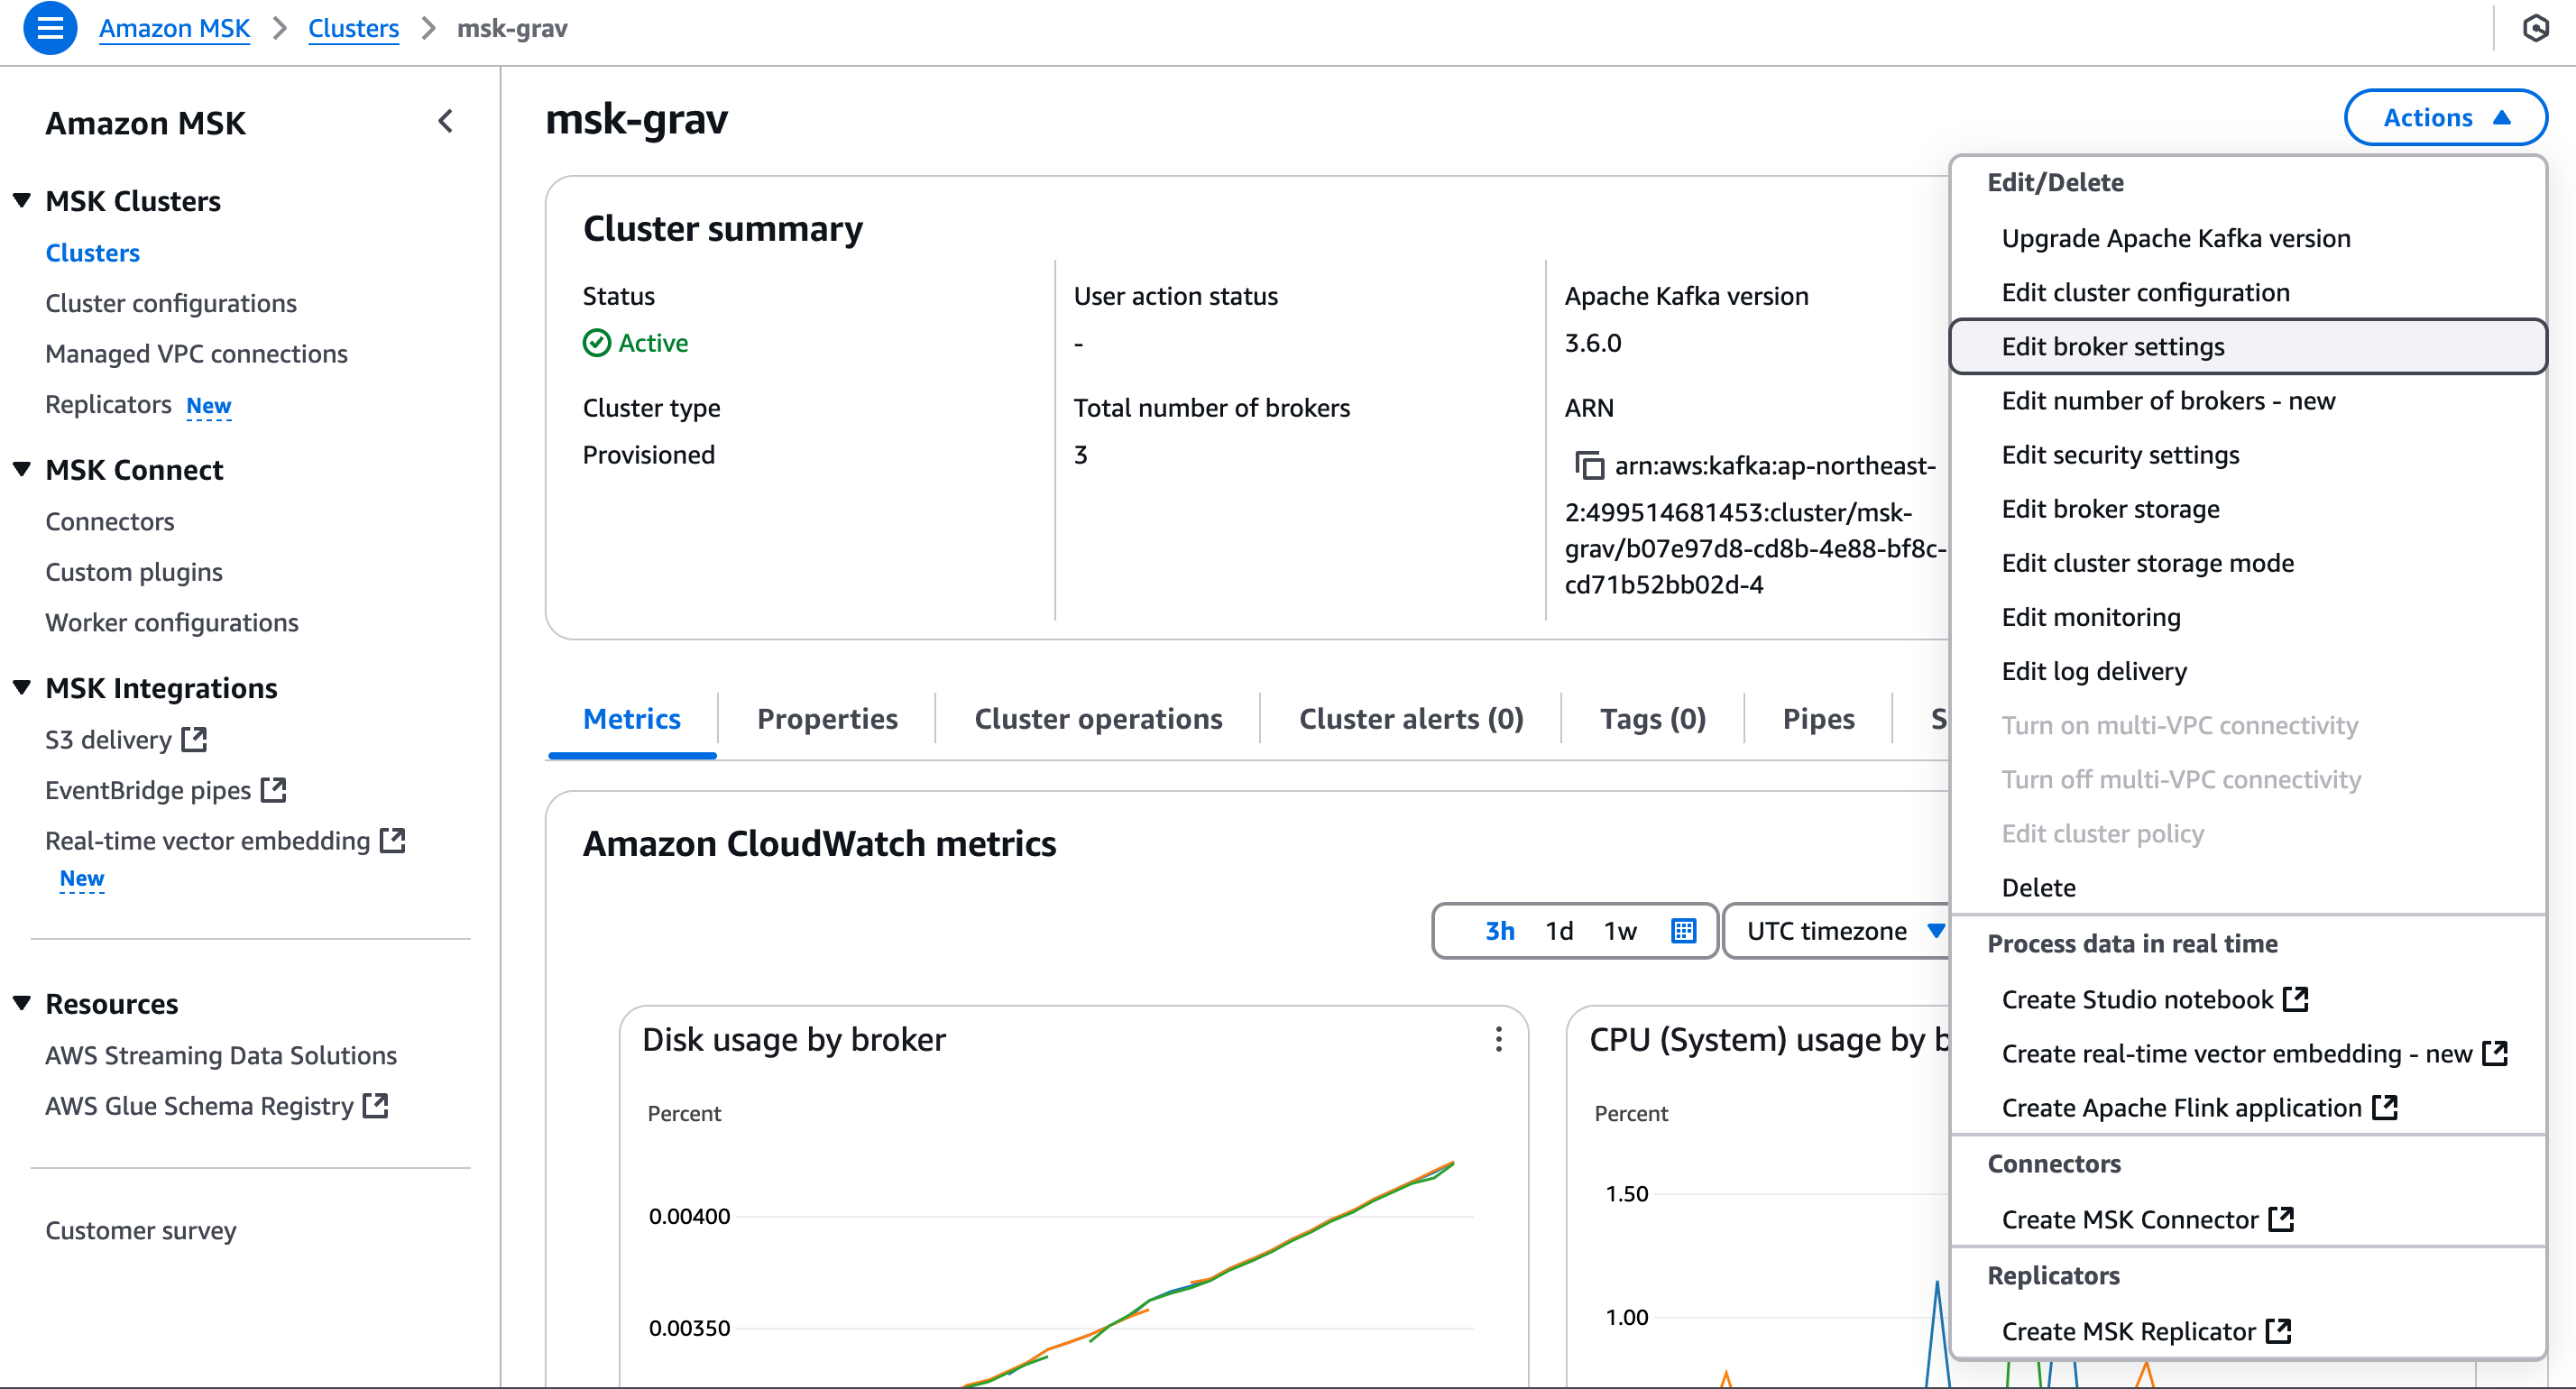 Amazon MSK > Clusters > msk-grav
Amazon MSK
MSK Clusters
Clusters
Cluster configurations
Managed VPC connections
Replicators New
MSK Connect
Connectors
Custom plugins
Worker configurations
MSK Integrations
S3 delivery
EventBridge pipes
Real-time vector embedding
New
Resources
AWS Streaming Data Solutions
AWS Glue Schema Registry
Customer survey
msk-grav
Actions
Cluster summary
Status
Active
Cluster type
Provisioned
User action status
-
Total number of brokers
3
Apache Kafka version
3.6.0
ARN
arn:aws:kafka:ap-northeast-
2:499514681453:cluster/msk-
grav/b07e97d8-cd8b-4e88-bf8c-
cd71b52bb02d-4
Metrics
Properties
Cluster operations
Cluster alerts (0)
Tags (0)
Pipes
S
Amazon CloudWatch metrics
3h 1d 1w
UTC timezone
Disk usage by broker
Percent
0.00400
0.00350
CPU (System) usage by b
Percent
1.50
1.00
Edit/Delete
Upgrade Apache Kafka version
Edit cluster configuration
Edit broker settings
Edit number of brokers - new
Edit security settings
Edit broker storage
Edit cluster storage mode
Edit monitoring
Edit log delivery
Turn on multi-VPC connectivity
Turn off multi-VPC connectivity
Edit cluster policy
Delete
Process data in real time
Create Studio notebook
Create real-time vector embedding - new
Create Apache Flink application
Connectors
Create MSK Connector
Replicators
Create MSK Replicator